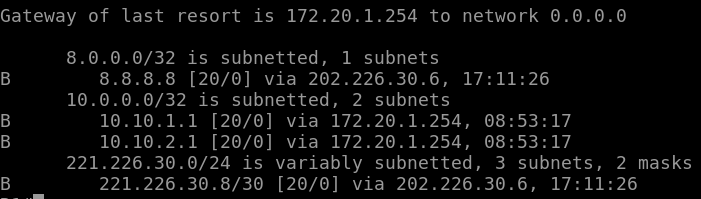 Gateway of last resort is 172.20.1.254 to network 0.0.0.0
8.0.0.0/32 is subnetted, 1 subnets
B 8.8.8.8 [20/0] via 202.226.30.6, 17:11:26
10.0.0.0/32 is subnetted, 2 subnets
B 10.10.1.1 [20/0] via 172.20.1.254, 08:53:17
B 10.10.2.1 [20/0] via 172.20.1.254, 08:53:17
221.226.30.0/24 is variably subnetted, 3 subnets, 2 masks
B 221.226.30.8/30 [20/0] via 202.226.30.6, 17:11:26